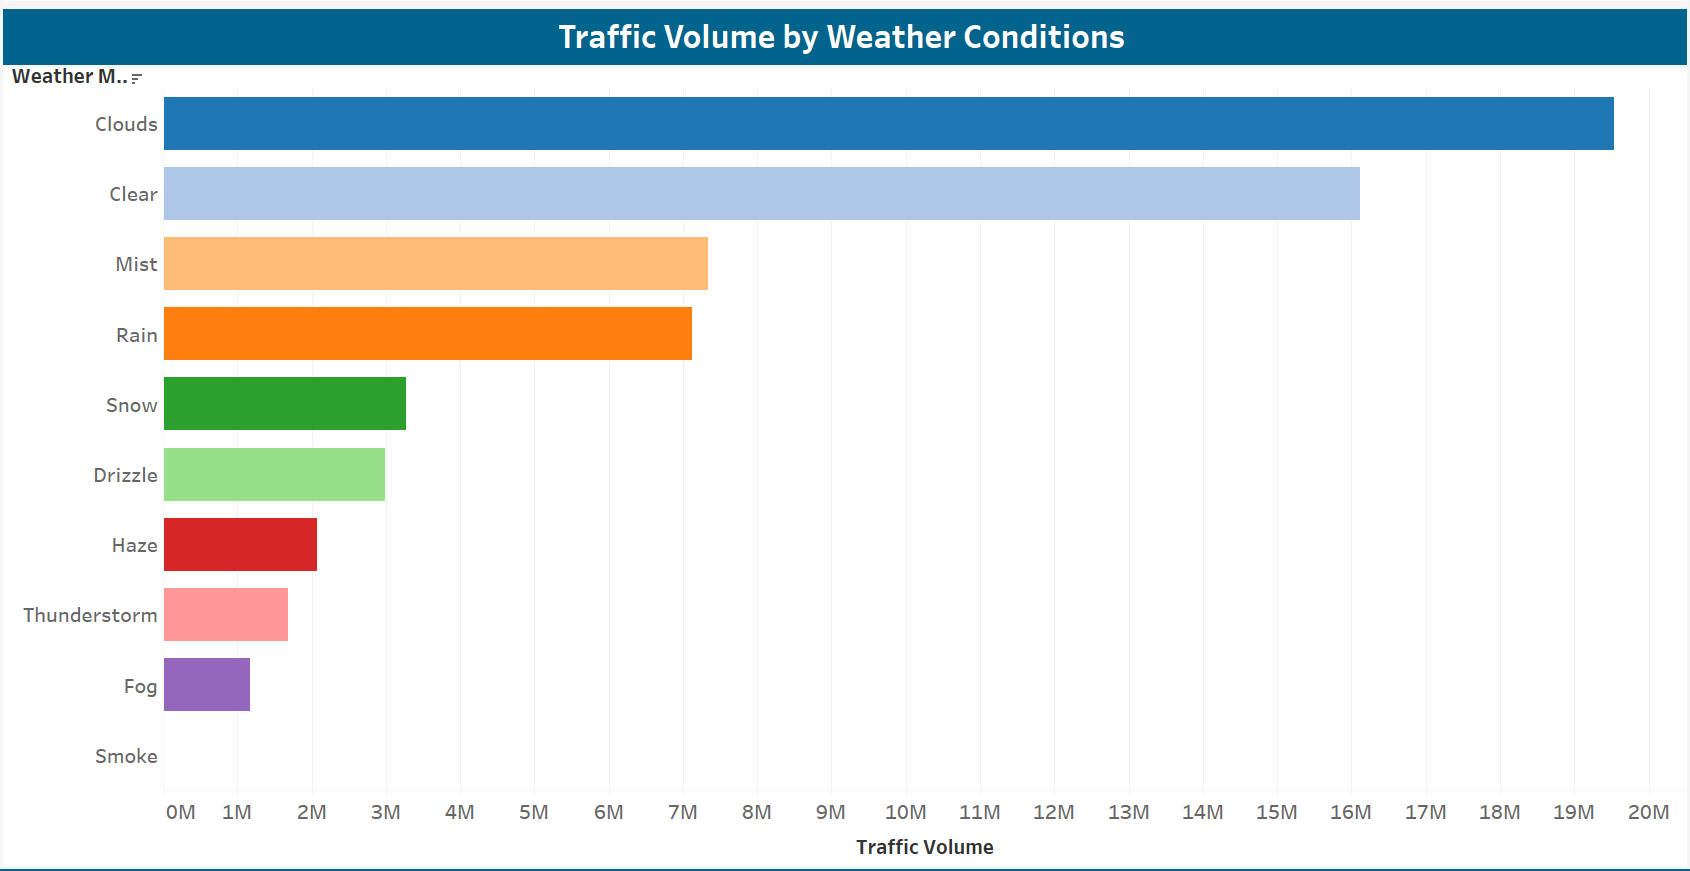 Traffic Volume by Weather Conditions
Weather M..
Clouds
Clear
Mist
Rain
Snow
Drizzle
Haze
Thunderstorm
Fog
Smoke
0M 1M 2M 3M 4M 5M 6M 7M 8M 9M 10M 11M 12M 13M 14M 15M 16M 17M 18M 19M 20M
Traffic Volume